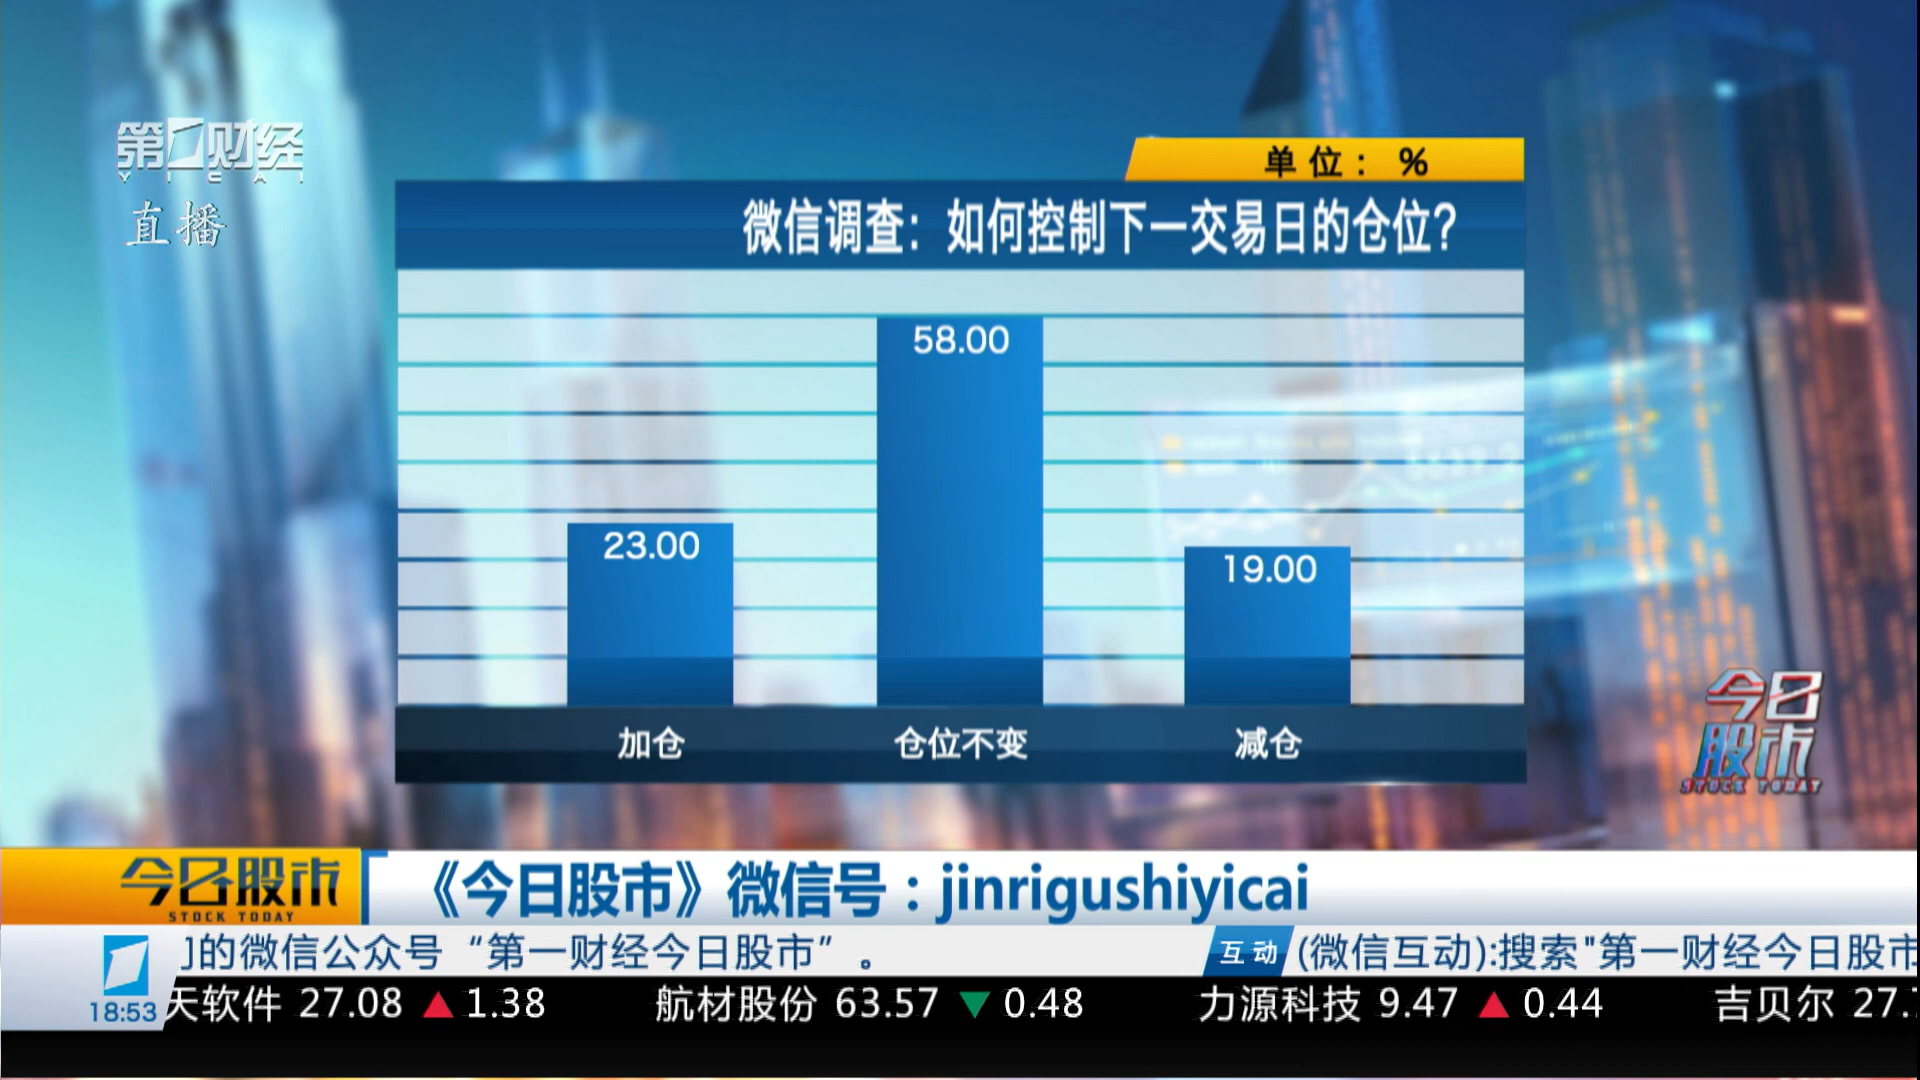 第一财经
YICAI
直播
单位： %
微信调查：如何控制下一交易日的仓位？
58.00
23.00
19.00
加仓 仓位不变 减仓
今日
股市
STOCK TODAY
今日股市
STOCK TODAY
《今日股市》微信号：jinrigushiyicai
的微信公众号“第一财经今日股市”。 互动 (微信互动):搜索"第一财经今日股市
18:53
天软件 27.08 ▲ 1.38 航材股份 63.57 ▼ 0.48 力源科技 9.47 ▲ 0.44 吉贝尔 27.